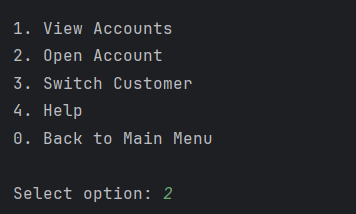 1. View Accounts
2. Open Account
3. Switch Customer
4. Help
0. Back to Main Menu
Select option: 2